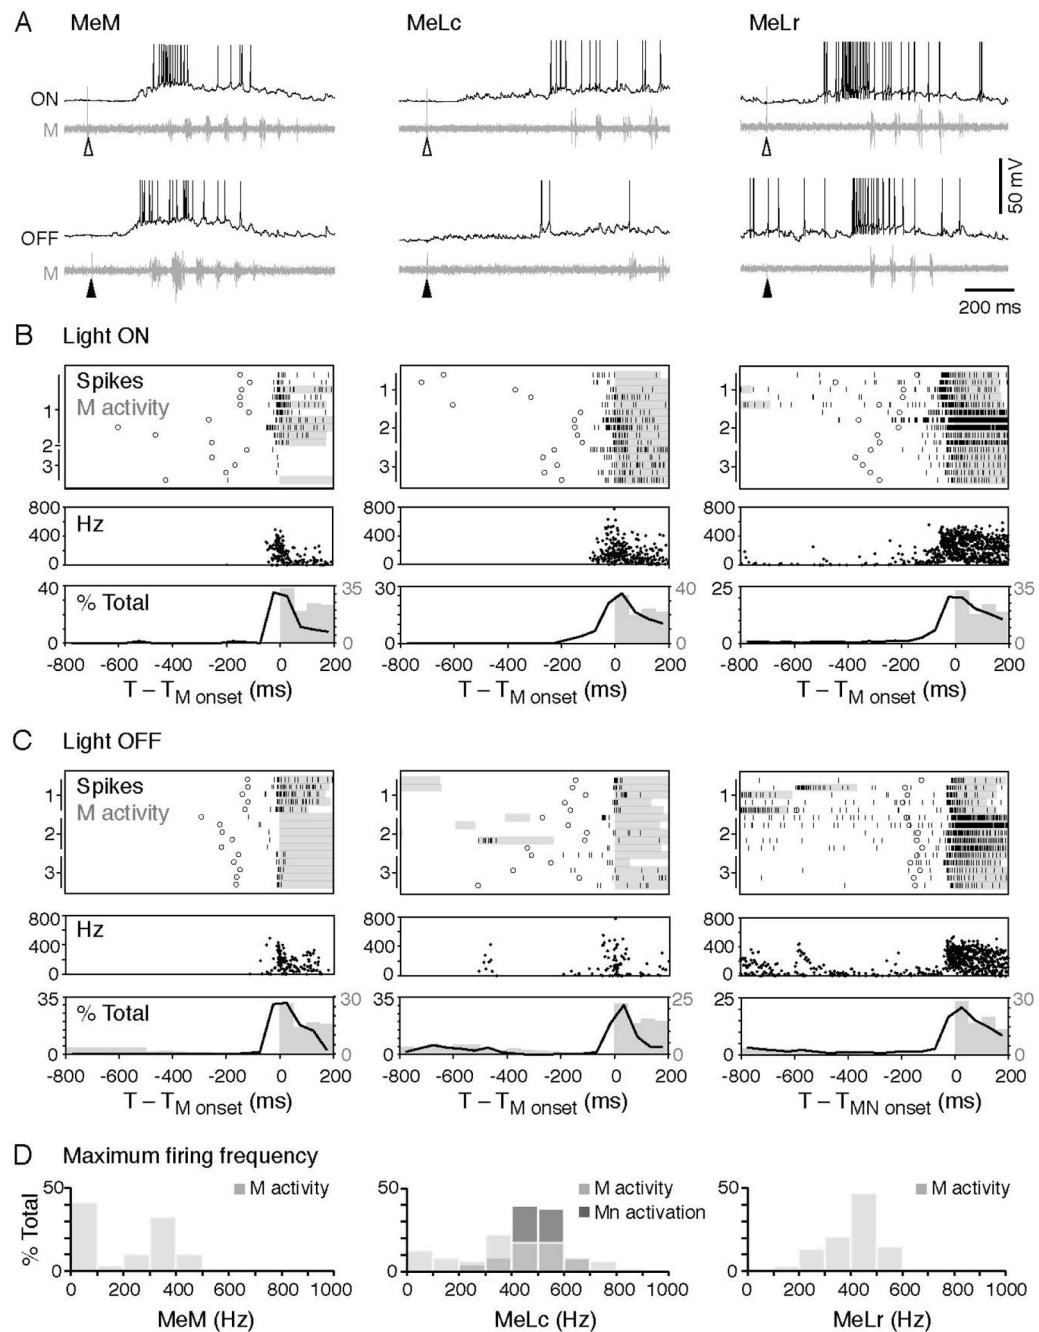 A MeM MeLc MeLr
ON
M
OFF
M
50 mV
200 ms
B Light ON
Spikes
M activity
1
2
3
1
2
3
1
2
3
800
400
0
Hz
800
400
0
800
400
0
40
0
% Total
35
0
30
0
40
0
25
0
35
0
-800 -600 -400 -200 0 200
-800 -600 -400 -200 0 200
-800 -600 -400 -200 0 200
T – TM onset (ms)
T – TM onset (ms)
T – TM onset (ms)
C Light OFF
Spikes
M activity
1
2
3
1
2
3
1
2
3
800
400
0
Hz
800
400
0
800
400
0
35
0
% Total
30
0
35
0
25
0
25
0
30
0
-800 -600 -400 -200 0 200
-800 -600 -400 -200 0 200
-800 -600 -400 -200 0 200
T – TM onset (ms)
T – TM onset (ms)
T – TMN onset (ms)
D Maximum firing frequency
% Total
50
0
M activity
50
0
M activity
Mn activation
50
0
M activity
0 200 400 600 800 1000
0 200 400 600 800 1000
0 200 400 600 800 1000
MeM (Hz)
MeLc (Hz)
MeLr (Hz)